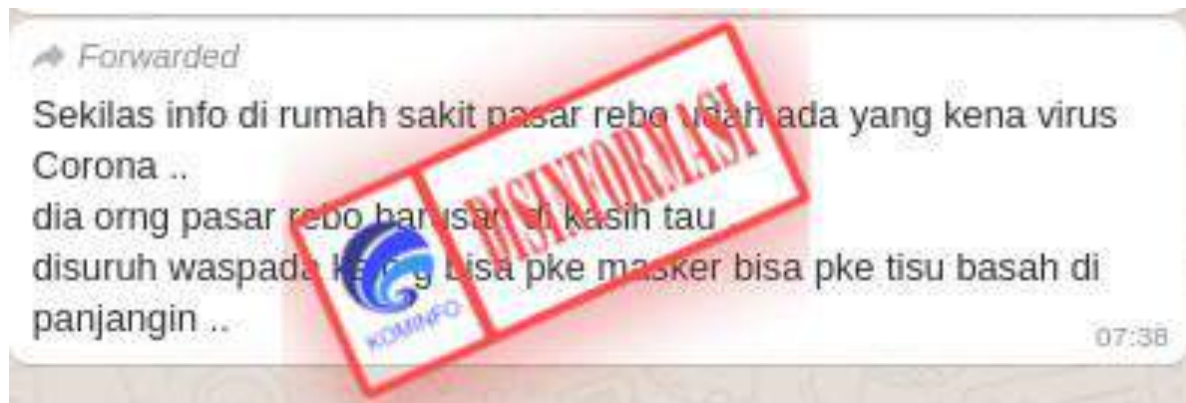 Forwarded
Sekilas info di rumah sakit pasar rebo udah ada yang kena virus
Corona ..
dia orng pasar rebo barusan di kasih tau
disuruh waspada bisa pke masker bisa pke tisu basah di
panjangin ..
07:38
DISINFORMASI
KOMINFO